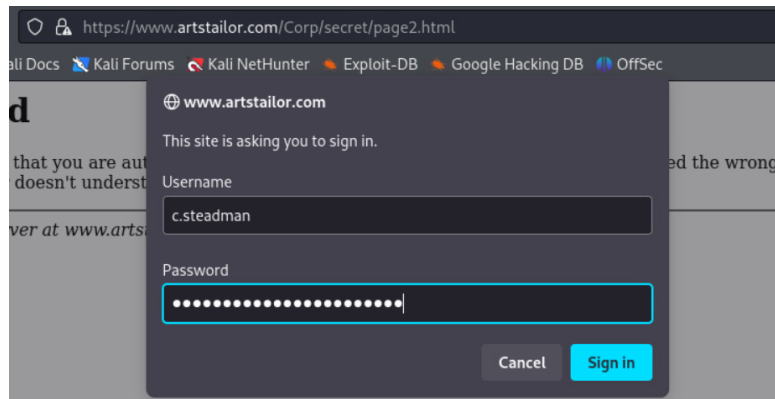 https://www.artstailor.com/Corp/secret/page2.html
ali Docs Kali Forums Kali NetHunter Exploit-DB Google Hacking DB OffSec
www.artstailor.com
d
This site is asking you to sign in.
that you are aut ed the wrong
Username
doesn't underst
c.steadman
ver at www.arts
Password
•••••••••••••••••••••••
Cancel Sign in